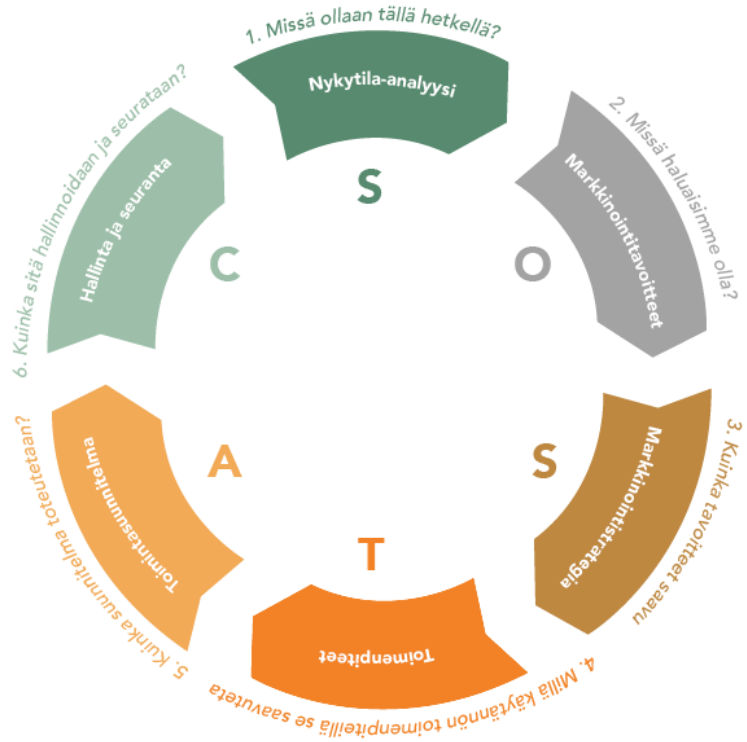 1. Missä ollaan tällä hetkellä?
Nykytila-analyysi
S
2. Missä haluaisimme olla?
Markkinointitavoitteet
O
3. Kuinka tavoitteet saavu
Markkinointistrategia
S
4. Millä käytännön toimenpiteillä se saavuteta
Toimenpiteet
T
5. Kuinka suunnitelma toteutetaan?
Toimintasuunnitelma
A
6. Kuinka sitä hallinnoidaan ja seurataan?
Hallinta ja seuranta
C